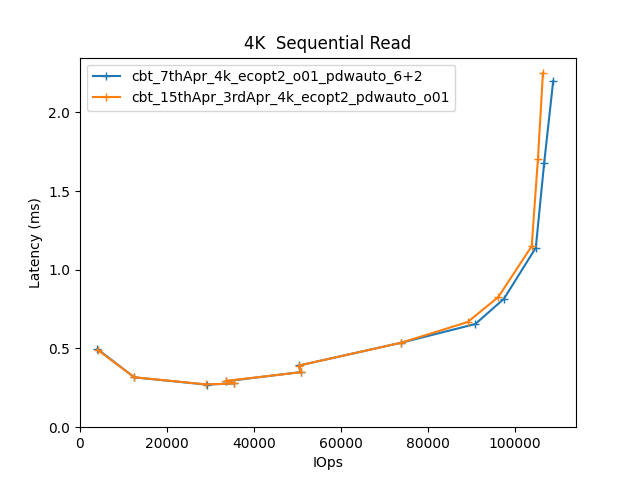 4K  Sequential Read
cbt_7thApr_4k_ecopt2_o01_pdwauto_6+2
cbt_15thApr_3rdApr_4k_ecopt2_pdwauto_o01
Latency (ms)
2.0
1.5
1.0
0.5
0.0
0 20000 40000 60000 80000 100000
IOps